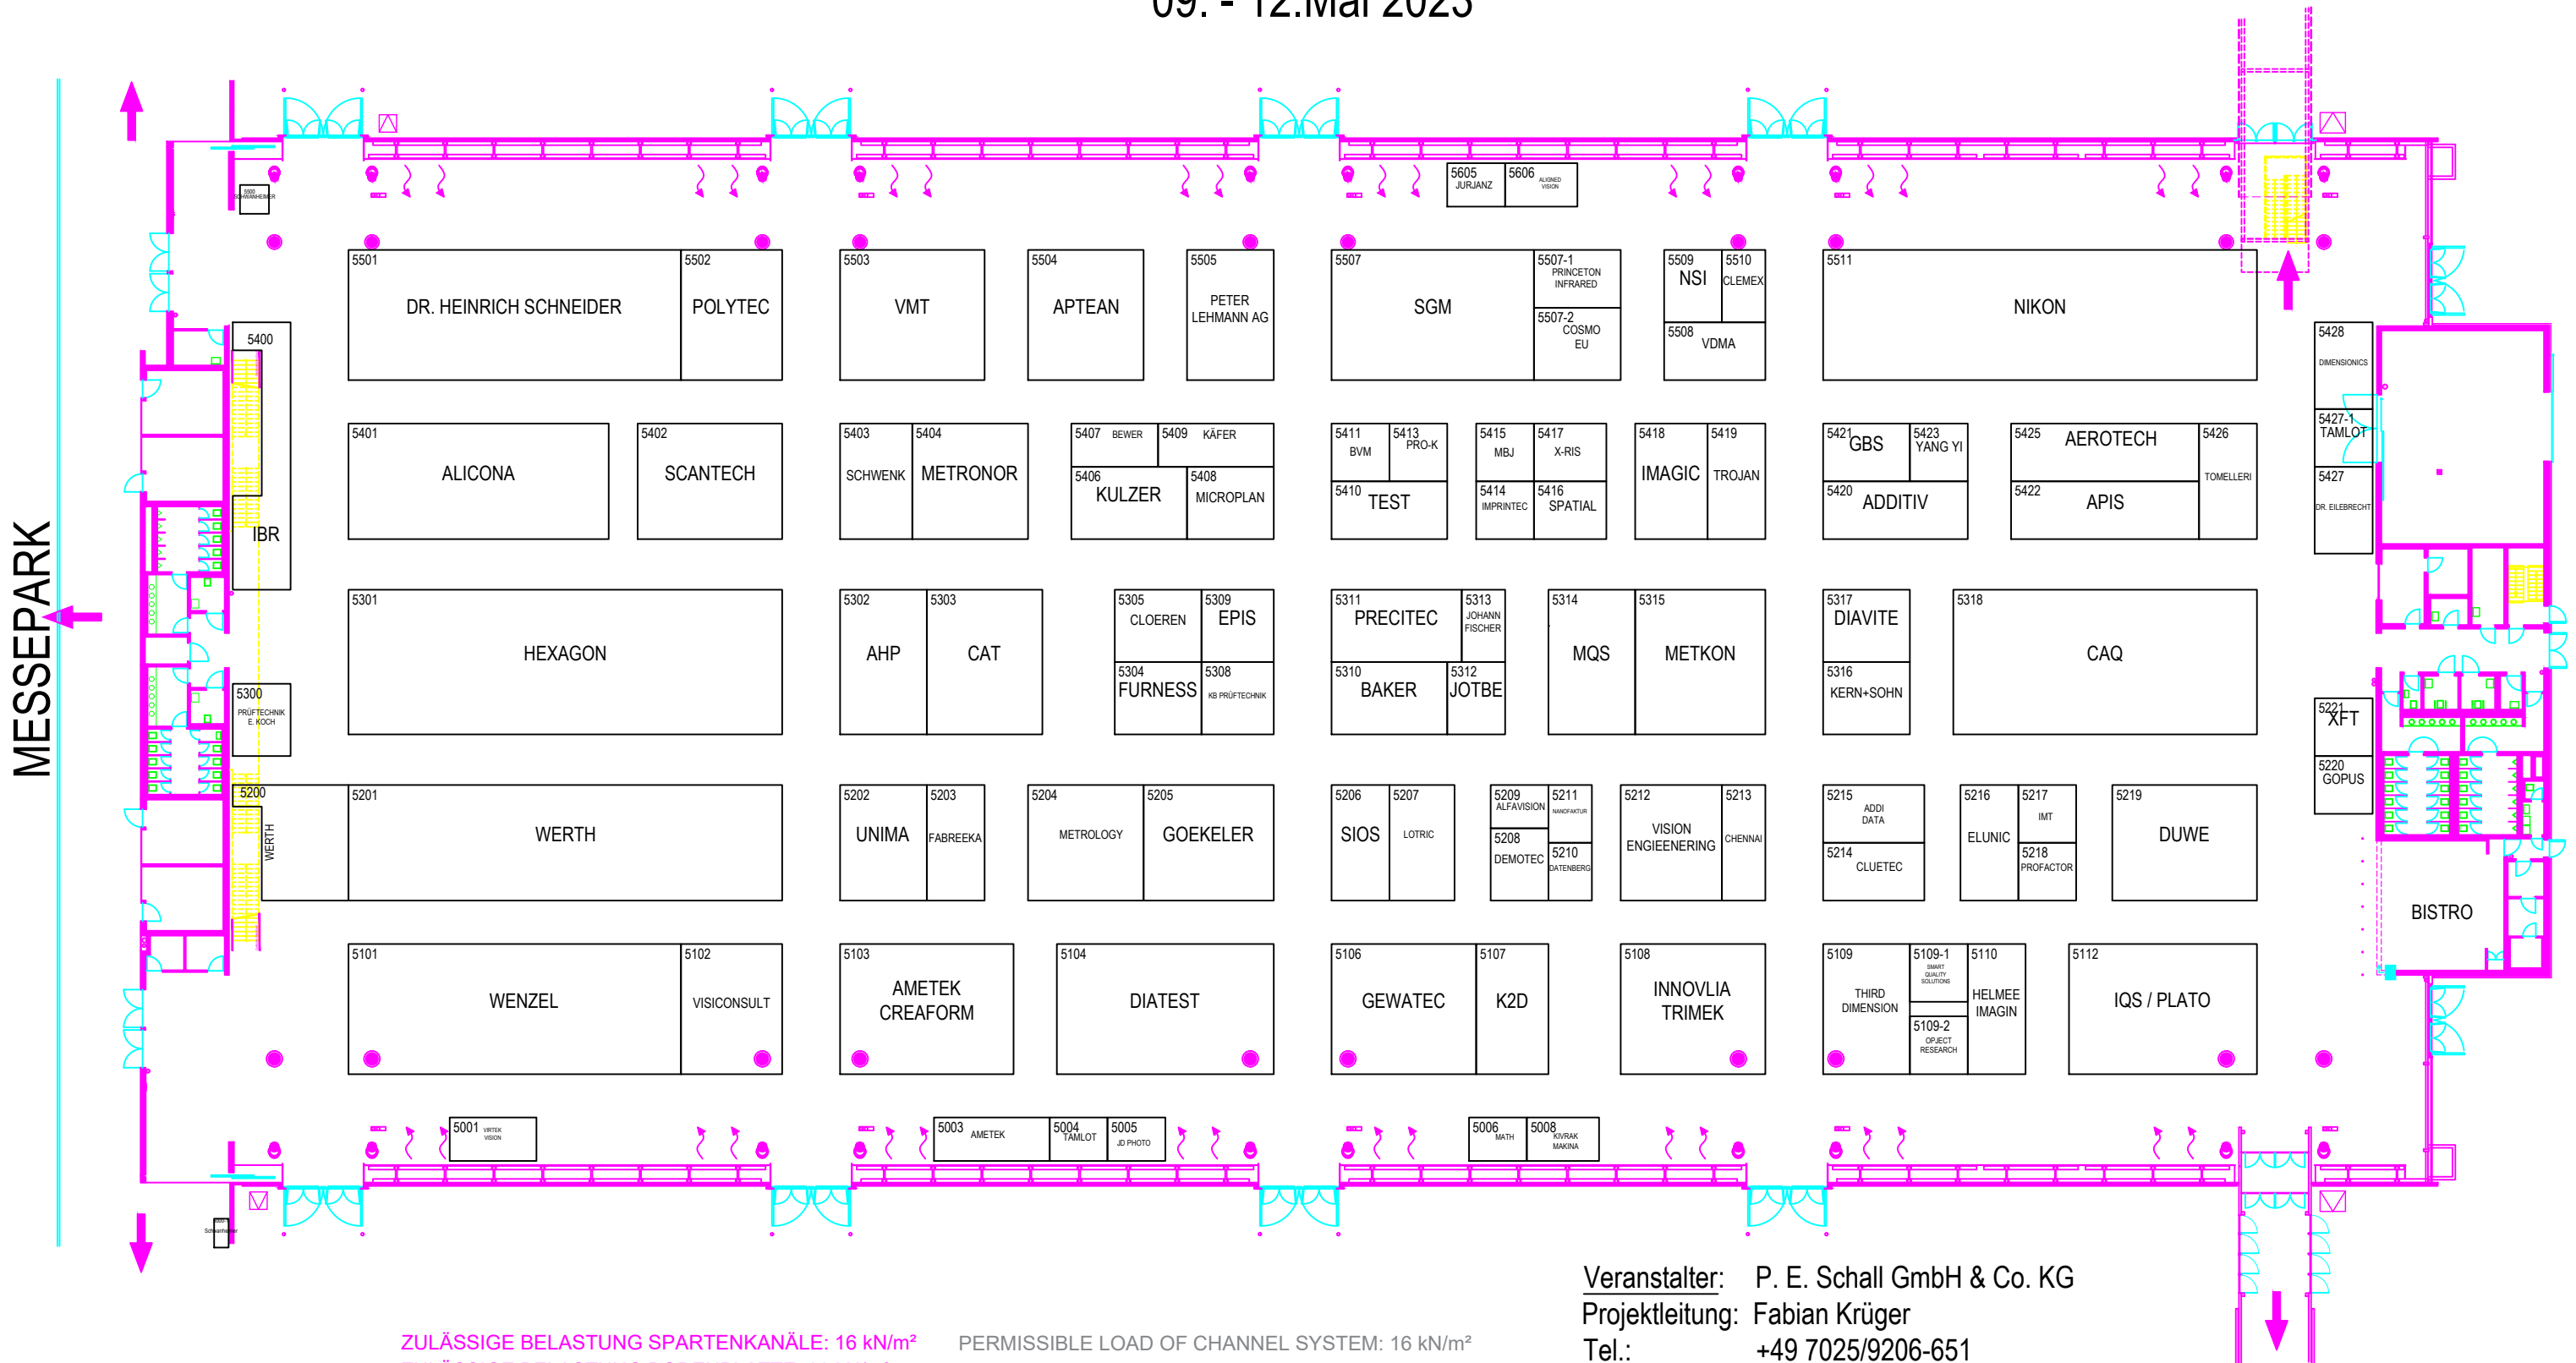 09. - 12.Mai 2023
MESSEPARK
5500
SCHWANHEIMER
5605
JURJANZ
5606
ALIGNED
VISION
5501
DR. HEINRICH SCHNEIDER
5502
POLYTEC
5503
VMT
5504
APTEAN
5505
PETER
LEHMANN AG
5507
SGM
5507-1
PRINCETON
INFRARED
5507-2
COSMO
EU
5509
NSI
5510
CLEMEX
5508
VDMA
5511
NIKON
5400
IBR
5401
ALICONA
5402
SCANTECH
5403
SCHWENK
5404
METRONOR
5407 BEWER
5409 KÄFER
5406
KULZER
5408
MICROPLAN
5411
BVM
5413
PRO-K
5410
TEST
5415
MBJ
5417
X-RIS
5414
IMPRINTEC
5416
SPATIAL
5418
IMAGIC
5419
TROJAN
5421
GBS
5423
YANG YI
5420
ADDITIV
5425
AEROTECH
5422
APIS
5426
TOMELLERI
5428
DIMENSIONICS
5427-1
TAMLOT
5427
DR. EILEBRECHT
5300
PRÜFTECHNIK
E. KOCH
5301
HEXAGON
5302
AHP
5303
CAT
5305
CLOEREN
5309
EPIS
5304
FURNESS
5308
KB PRÜFTECHNIK
5311
PRECITEC
5313
JOHANN
FISCHER
5310
BAKER
5312
JOTBE
5314
MQS
5315
METKON
5317
DIAVITE
5316
KERN+SOHN
5318
CAQ
5221
XFT
5220
GOPUS
5200
WERTH
5201
WERTH
5202
UNIMA
5203
FABREEKA
5204
METROLOGY
5205
GOEKELER
5206
SIOS
5207
LOTRIC
5209
ALFAVISION
5211
NANOFAKTUR
5208
DEMOTEC
5210
DATENBERG
5212
VISION
ENGIEENERING
5213
CHENNAI
5215
ADDI
DATA
5214
CLUETEC
5216
ELUNIC
5217
IMT
5218
PROFACTOR
5219
DUWE
BISTRO
5101
WENZEL
5102
VISICONSULT
5103
AMETEK
CREAFORM
5104
DIATEST
5106
GEWATEC
5107
K2D
5108
INNOVLIA
TRIMEK
5109
THIRD
DIMENSION
5109-1
SMART
QUALITY
SOLUTIONS
5109-2
OPJECT
RESEARCH
5110
HELMEE
IMAGIN
5112
IQS / PLATO
5001
VIRTEK
VISION
5003
AMETEK
5004
TAMLOT
5005
JD PHOTO
5006
MATH
5008
KIVRAK
MAKINA
Veranstalter: P. E. Schall GmbH & Co. KG
Projektleitung: Fabian Krüger
Tel.: +49 7025/9206-651
ZULÄSSIGE BELASTUNG SPARTENKANÄLE: 16 kN/m² PERMISSIBLE LOAD OF CHANNEL SYSTEM: 16 kN/m²